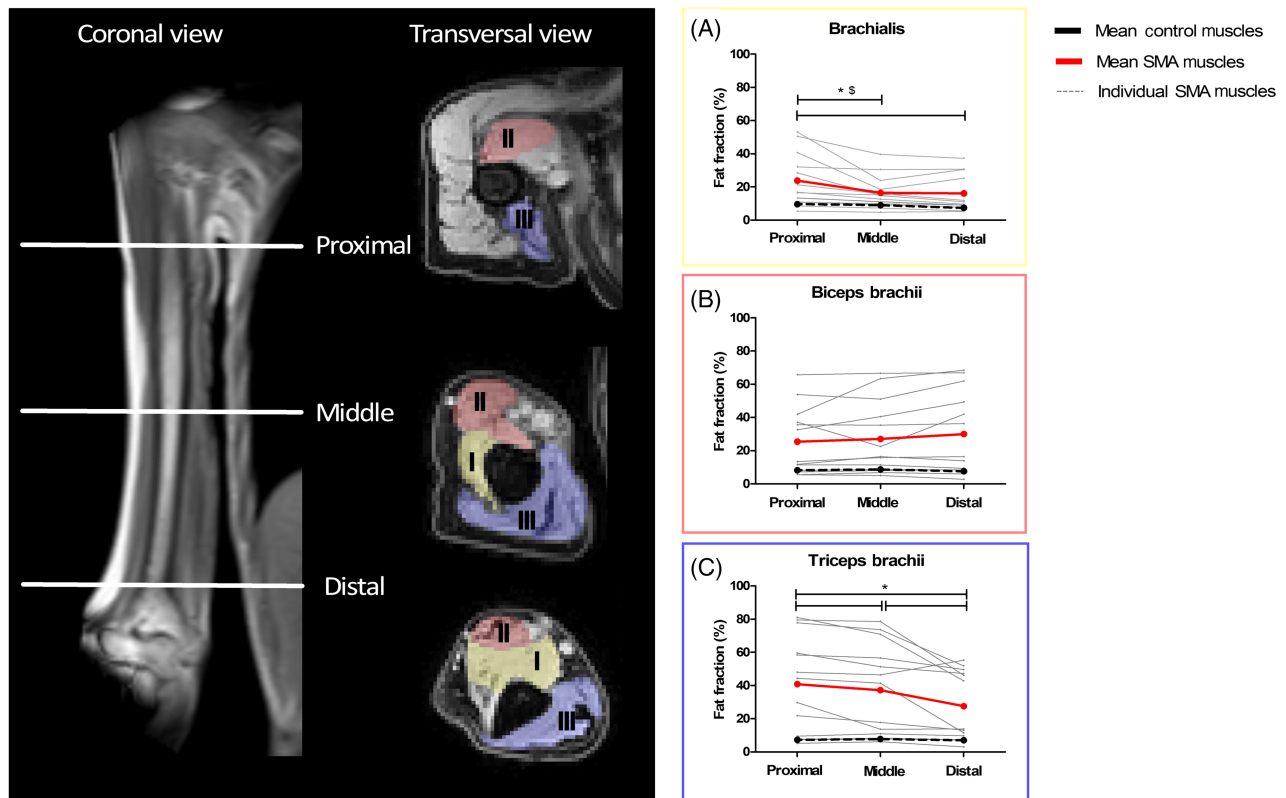 Coronal view
Transversal view
Proximal
Middle
Distal
II
III
II
I
III
II
I
III
(A)
Brachialis
Fat fraction (%)
100
80
60
40
20
0
* $
Proximal Middle Distal
(B)
Biceps brachii
Fat fraction (%)
100
80
60
40
20
0
Proximal Middle Distal
(C)
Triceps brachii
Fat fraction (%)
100
80
60
40
20
0
*
Proximal Middle Distal
Mean control muscles
Mean SMA muscles
Individual SMA muscles